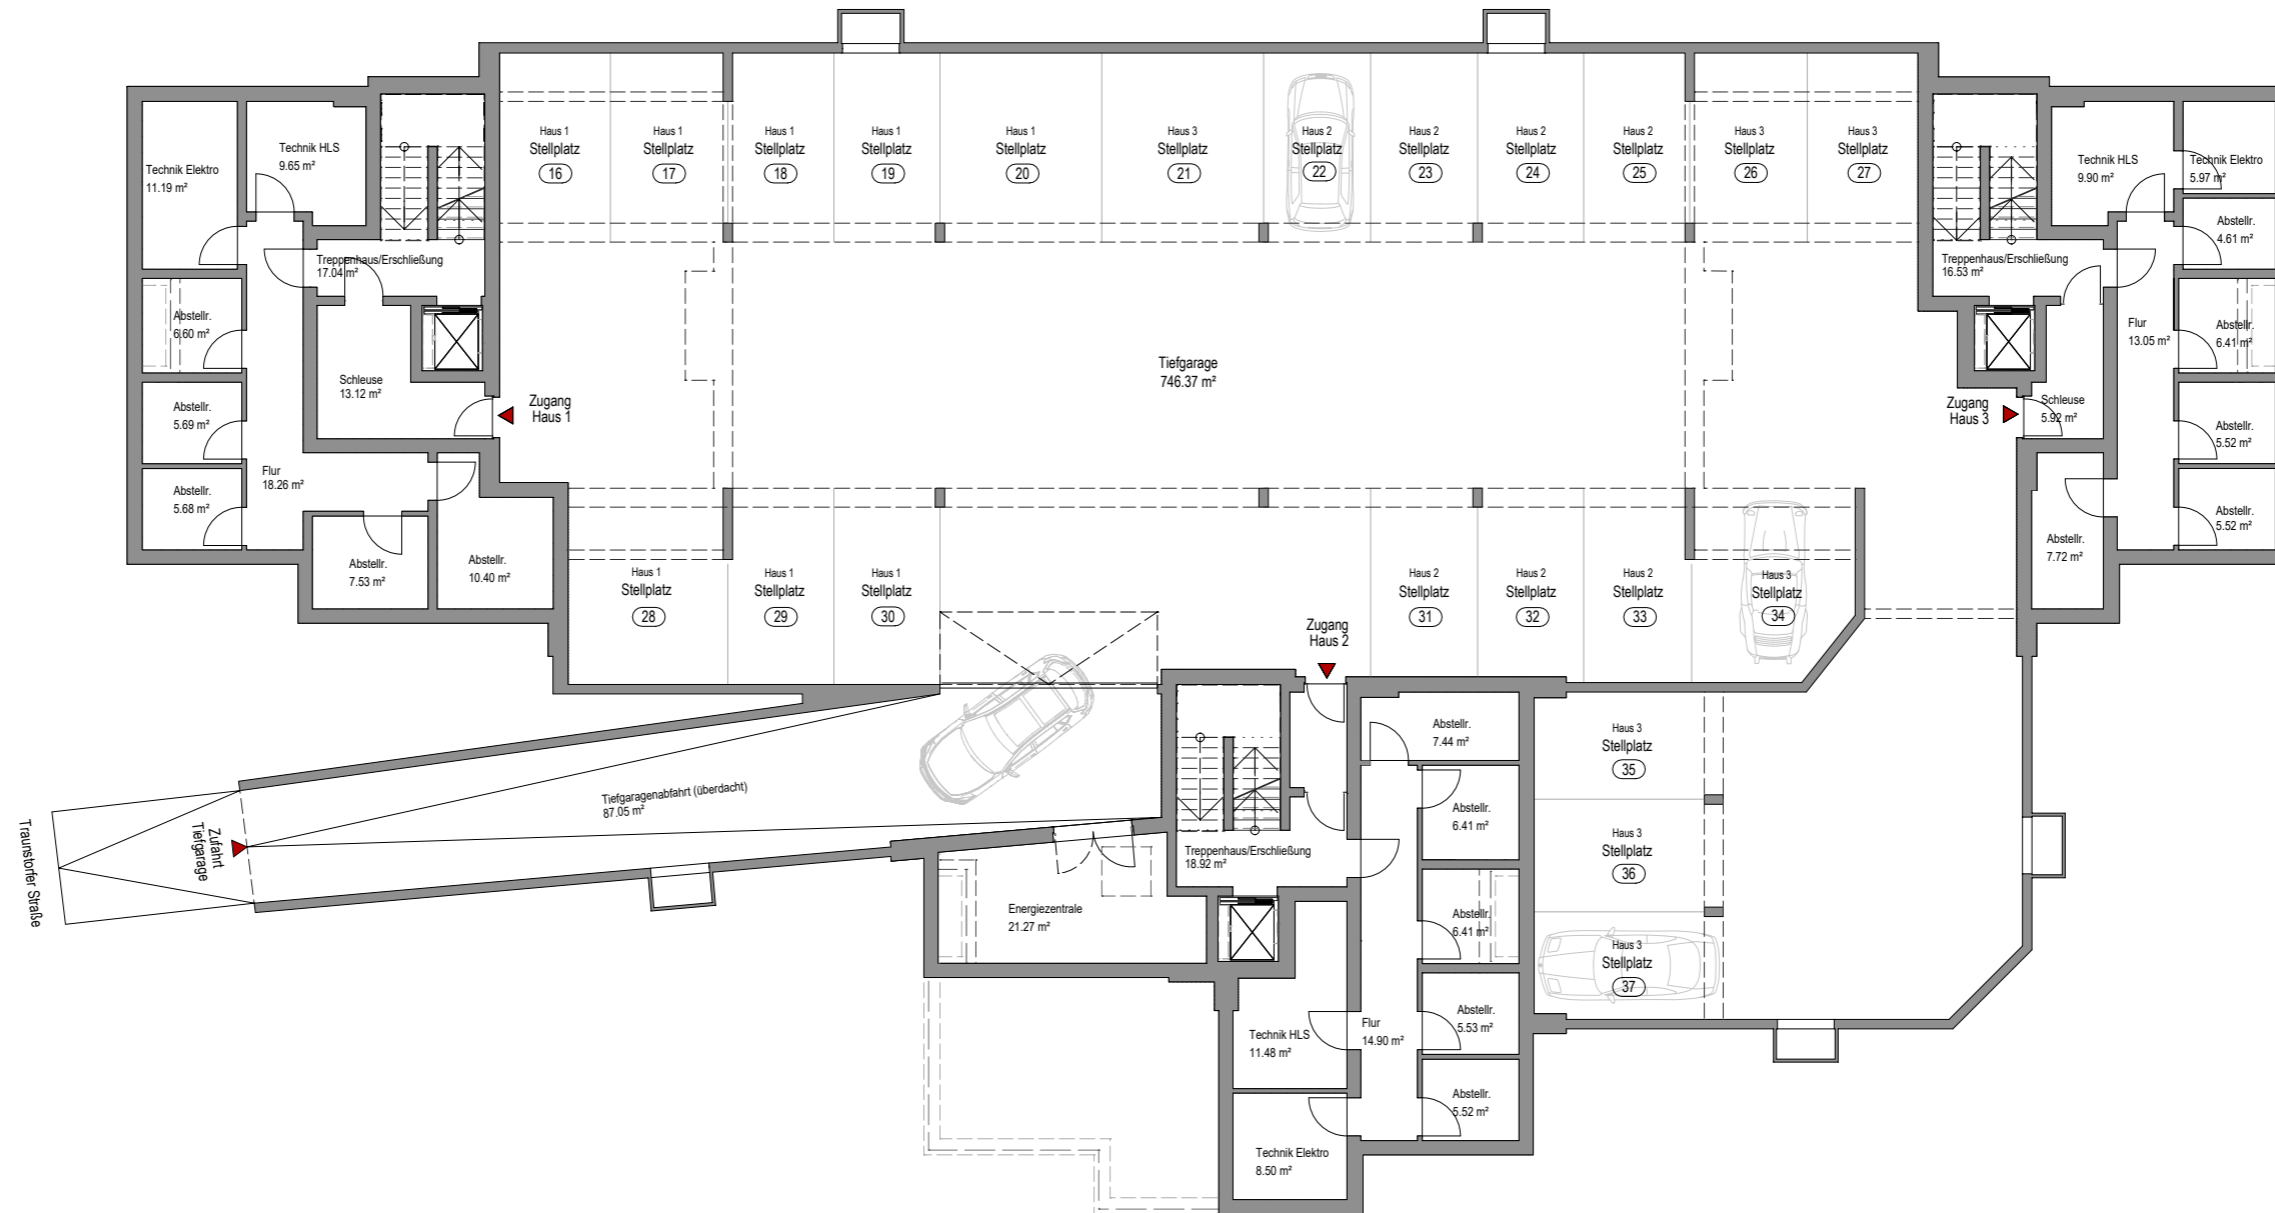 Haus 1
Stellplatz
16
Haus 1
Stellplatz
17
Haus 1
Stellplatz
18
Haus 1
Stellplatz
19
Haus 1
Stellplatz
20
Haus 3
Stellplatz
21
Haus 2
Stellplatz
22
Haus 2
Stellplatz
23
Haus 2
Stellplatz
24
Haus 2
Stellplatz
25
Haus 3
Stellplatz
26
Haus 3
Stellplatz
27
Technik Elektro
11.19 m²
Technik HLS
9.65 m²
Treppenhaus/Erschließung
17.04 m²
Abstellr.
6.60 m²
Schleuse
13.12 m²
Abstellr.
5.69 m²
Zugang
Haus 1
Flur
18.26 m²
Abstellr.
5.68 m²
Abstellr.
7.53 m²
Abstellr.
10.40 m²
Tiefgarage
746.37 m²
Technik HLS
9.90 m²
Technik Elektro
5.97 m²
Abstellr.
4.61 m²
Treppenhaus/Erschließung
16.53 m²
Flur
13.05 m²
Abstellr.
6.41 m²
Zugang
Haus 3
Schleuse
5.92 m²
Abstellr.
5.52 m²
Abstellr.
5.52 m²
Abstellr.
7.72 m²
Haus 1
Stellplatz
28
Haus 1
Stellplatz
29
Haus 1
Stellplatz
30
Zugang
Haus 2
Haus 2
Stellplatz
31
Haus 2
Stellplatz
32
Haus 2
Stellplatz
33
Haus 3
Stellplatz
34
Abstellr.
7.44 m²
Haus 3
Stellplatz
35
Tiefgaragenabfahrt (überdacht)
87.05 m²
Zufahrt
Tiefgarage
Traunstorfer Straße
Abstellr.
6.41 m²
Treppenhaus/Erschließung
18.92 m²
Haus 3
Stellplatz
36
Energiezentrale
21.27 m²
Abstellr.
6.41 m²
Haus 3
Stellplatz
37
Technik HLS
11.48 m²
Flur
14.90 m²
Abstellr.
5.53 m²
Abstellr.
5.52 m²
Technik Elektro
8.50 m²